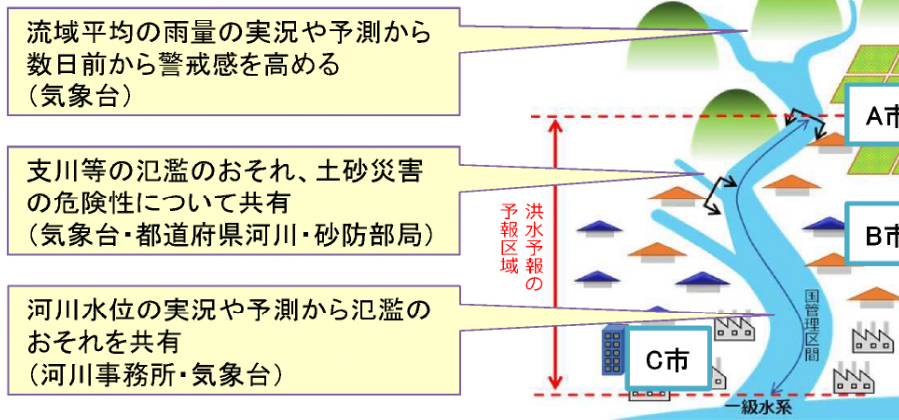 流域平均の雨量の実況や予測から
数日前から警戒感を高める
（気象台）
支川等の氾濫のおそれ、土砂災害
の危険性について共有
（気象台・都道府県河川・砂防部局）
河川水位の実況や予測から氾濫の
おそれを共有
（河川事務所・気象台）
洪水予報の
予報区域
A市
B市
国管理区間
C市
一級水系